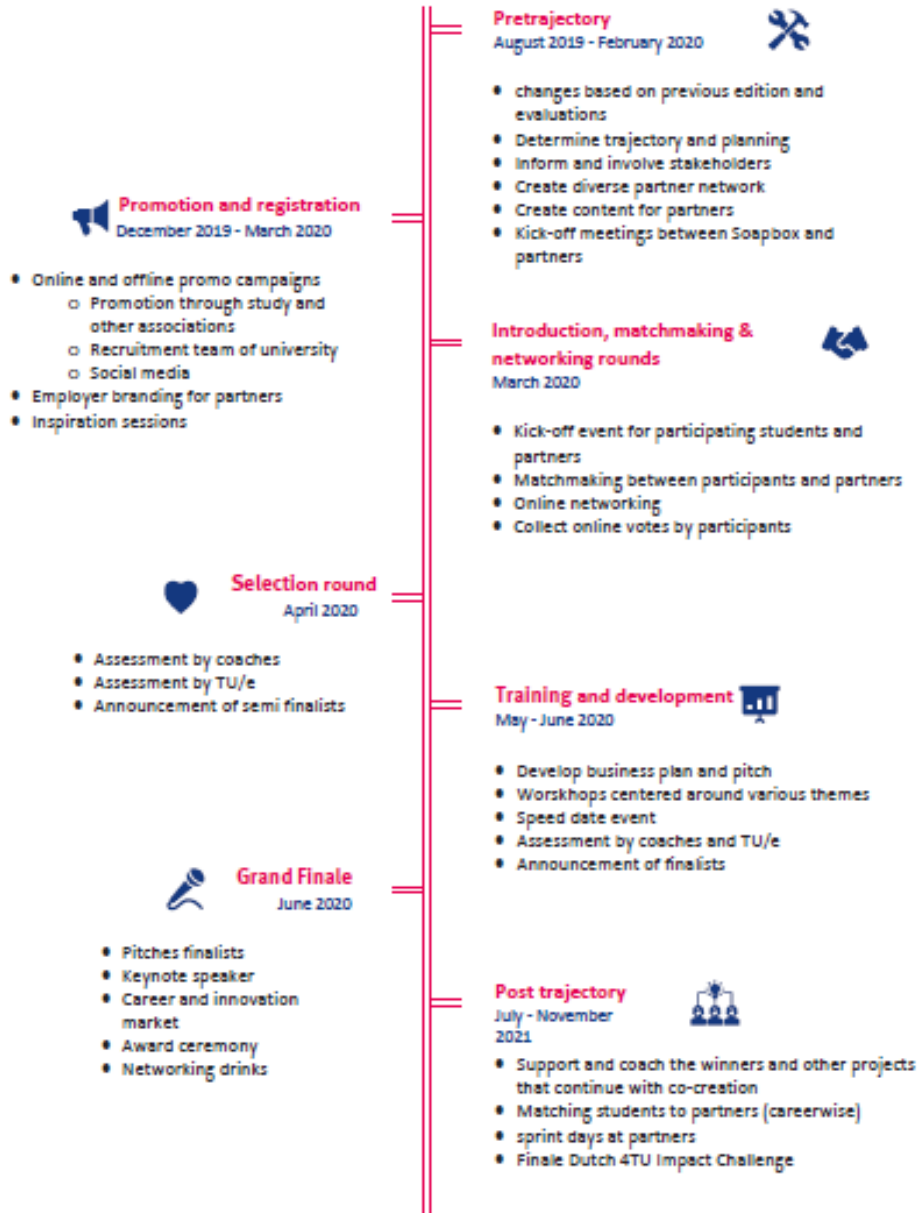 Pretrajectory
August 2019 - February 2020
• changes based on previous edition and
evaluations
• Determine trajectory and planning
• Inform and involve stakeholders
• Create diverse partner network
• Create content for partners
• Kick-off meetings between Soapbox and
partners
Promotion and registration
December 2019 - March 2020
• Online and offline promo campaigns
o Promotion through study and
other associations
o Recruitment team of university
o Social media
• Employer branding for partners
• Inspiration sessions
Introduction, matchmaking &
networking rounds
March 2020
• Kick-off event for participating students and
partners
• Matchmaking between participants and partners
• Online networking
• Collect online votes by participants
Selection round
April 2020
• Assessment by coaches
• Assessment by TU/e
• Announcement of semi finalists
Training and development
May - June 2020
• Develop business plan and pitch
• Worskhops centered around various themes
• Speed date event
• Assessment by coaches and TU/e
• Announcement of finalists
Grand Finale
June 2020
• Pitches finalists
• Keynote speaker
• Career and innovation
market
• Award ceremony
• Networking drinks
Post trajectory
July - November
2021
• Support and coach the winners and other projects
that continue with co-creation
• Matching students to partners (careerwise)
• sprint days at partners
• Finale Dutch 4TU Impact Challenge